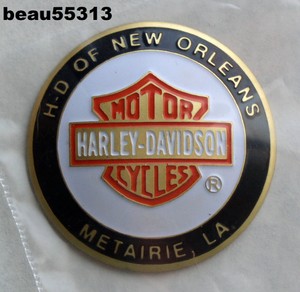 beau55313
H-D OF NEW ORLEANS
MOTOR
HARLEY-DAVIDSON
CYCLES
®
METAIRIE, LA